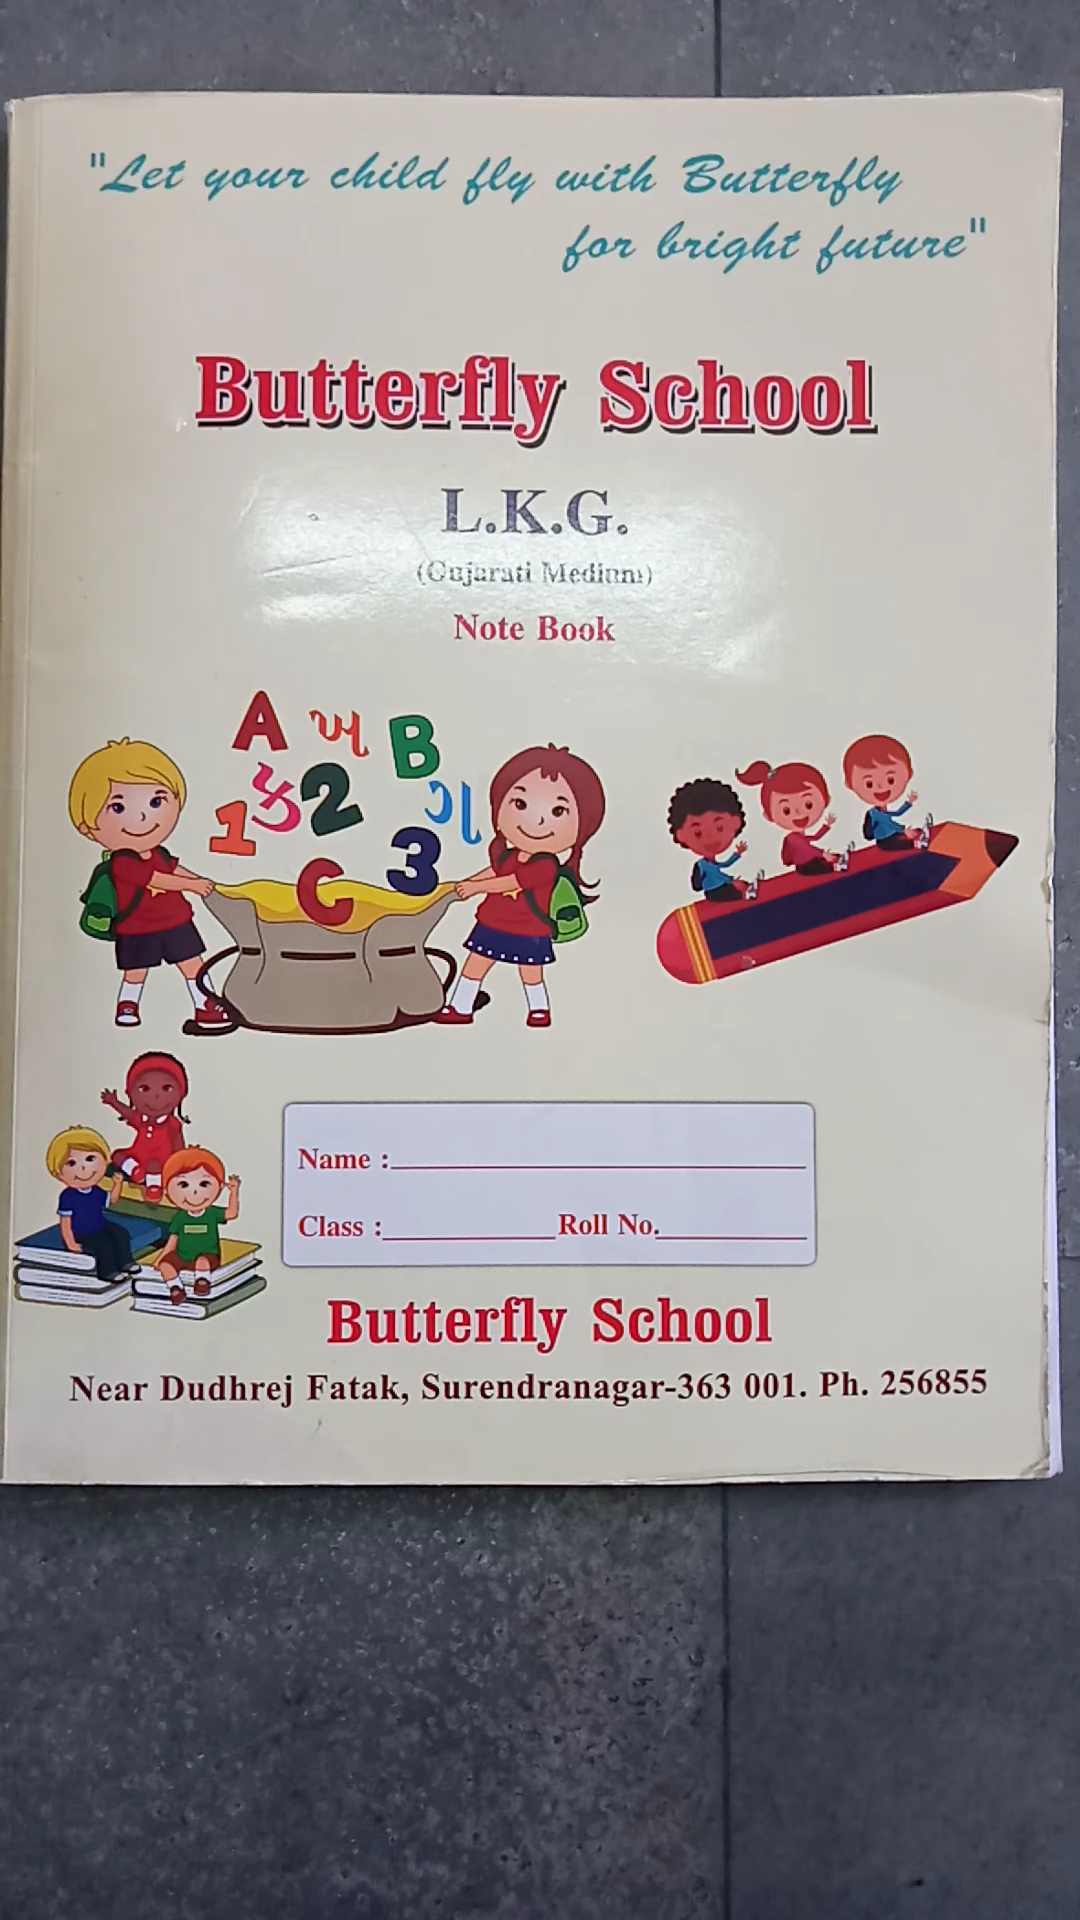 "Let your child fly with Butterfly
for bright future"
Butterfly School
L.K.G.
(Gujarati Medium)
Note Book
A ખ B
ક 2 ગ
1 3
C
Name :
Class : Roll No.
Butterfly School
Near Dudhrej Fatak, Surendranagar-363 001. Ph. 256855